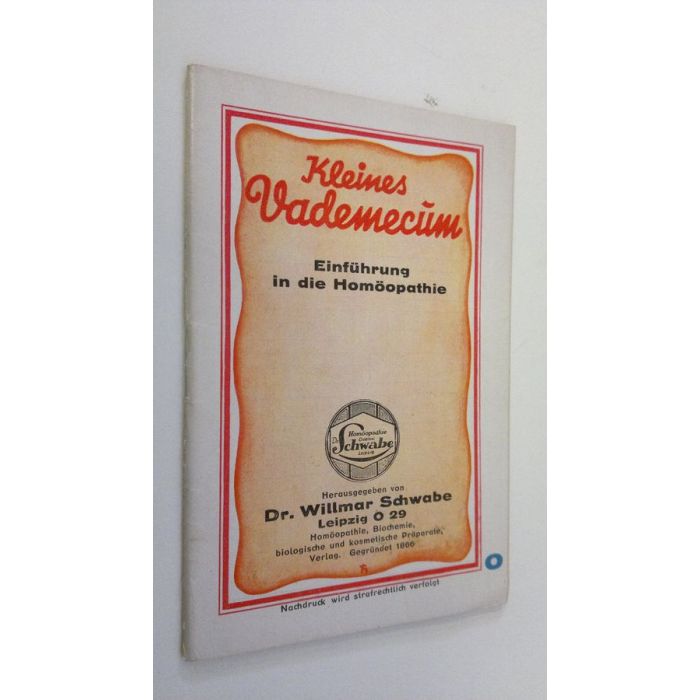 Kleines
Vademecum
Einführung
in die Homöopathie
Homöopathie
Dr.
Schwabe
Leipzig
Herausgegeben von
Dr. Willmar Schwabe
Leipzig O 29
Homöopathie, Biochemie,
biologische und kosmetische Präparate,
Verlag. Gegründet 1866
O
Nachdruck wird strafrechtlich verfolgt